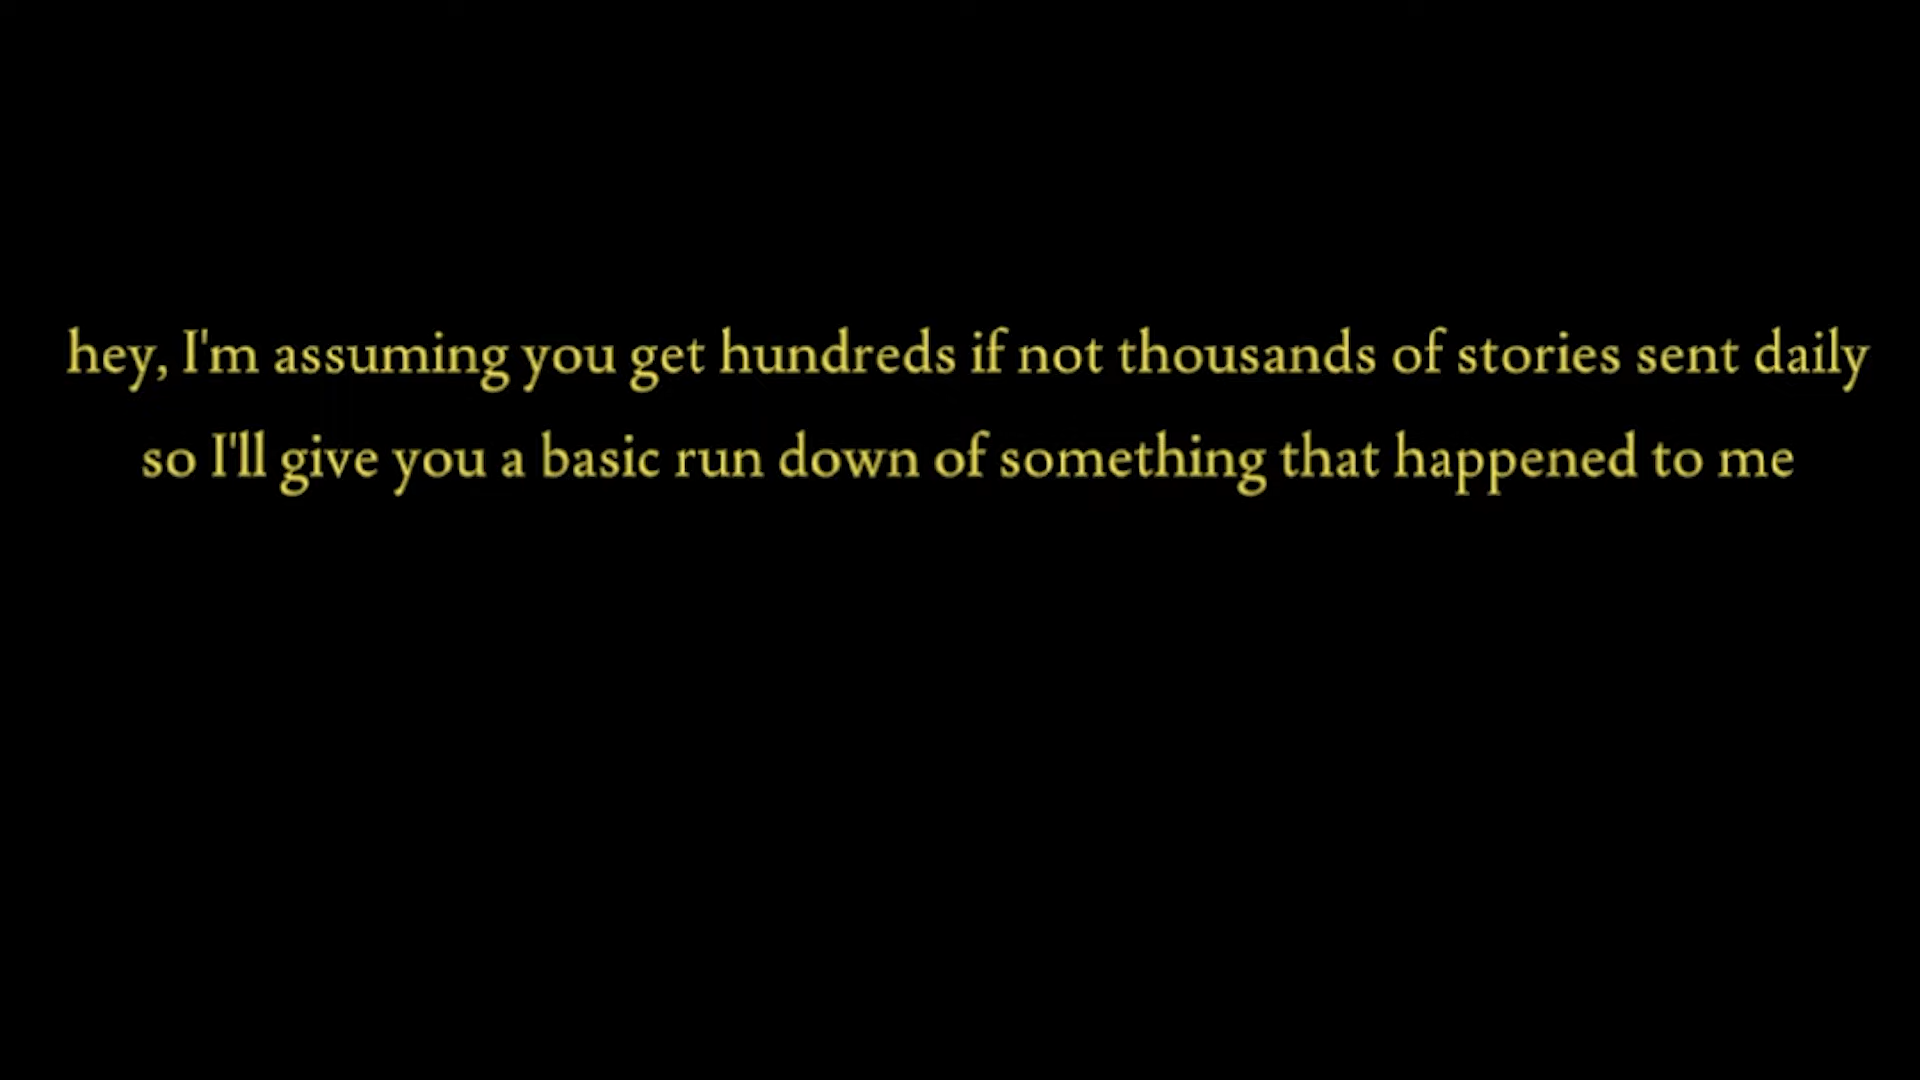 hey, I'm assuming you get hundreds if not thousands of stories sent daily
so I'll give you a basic run down of something that happened to me